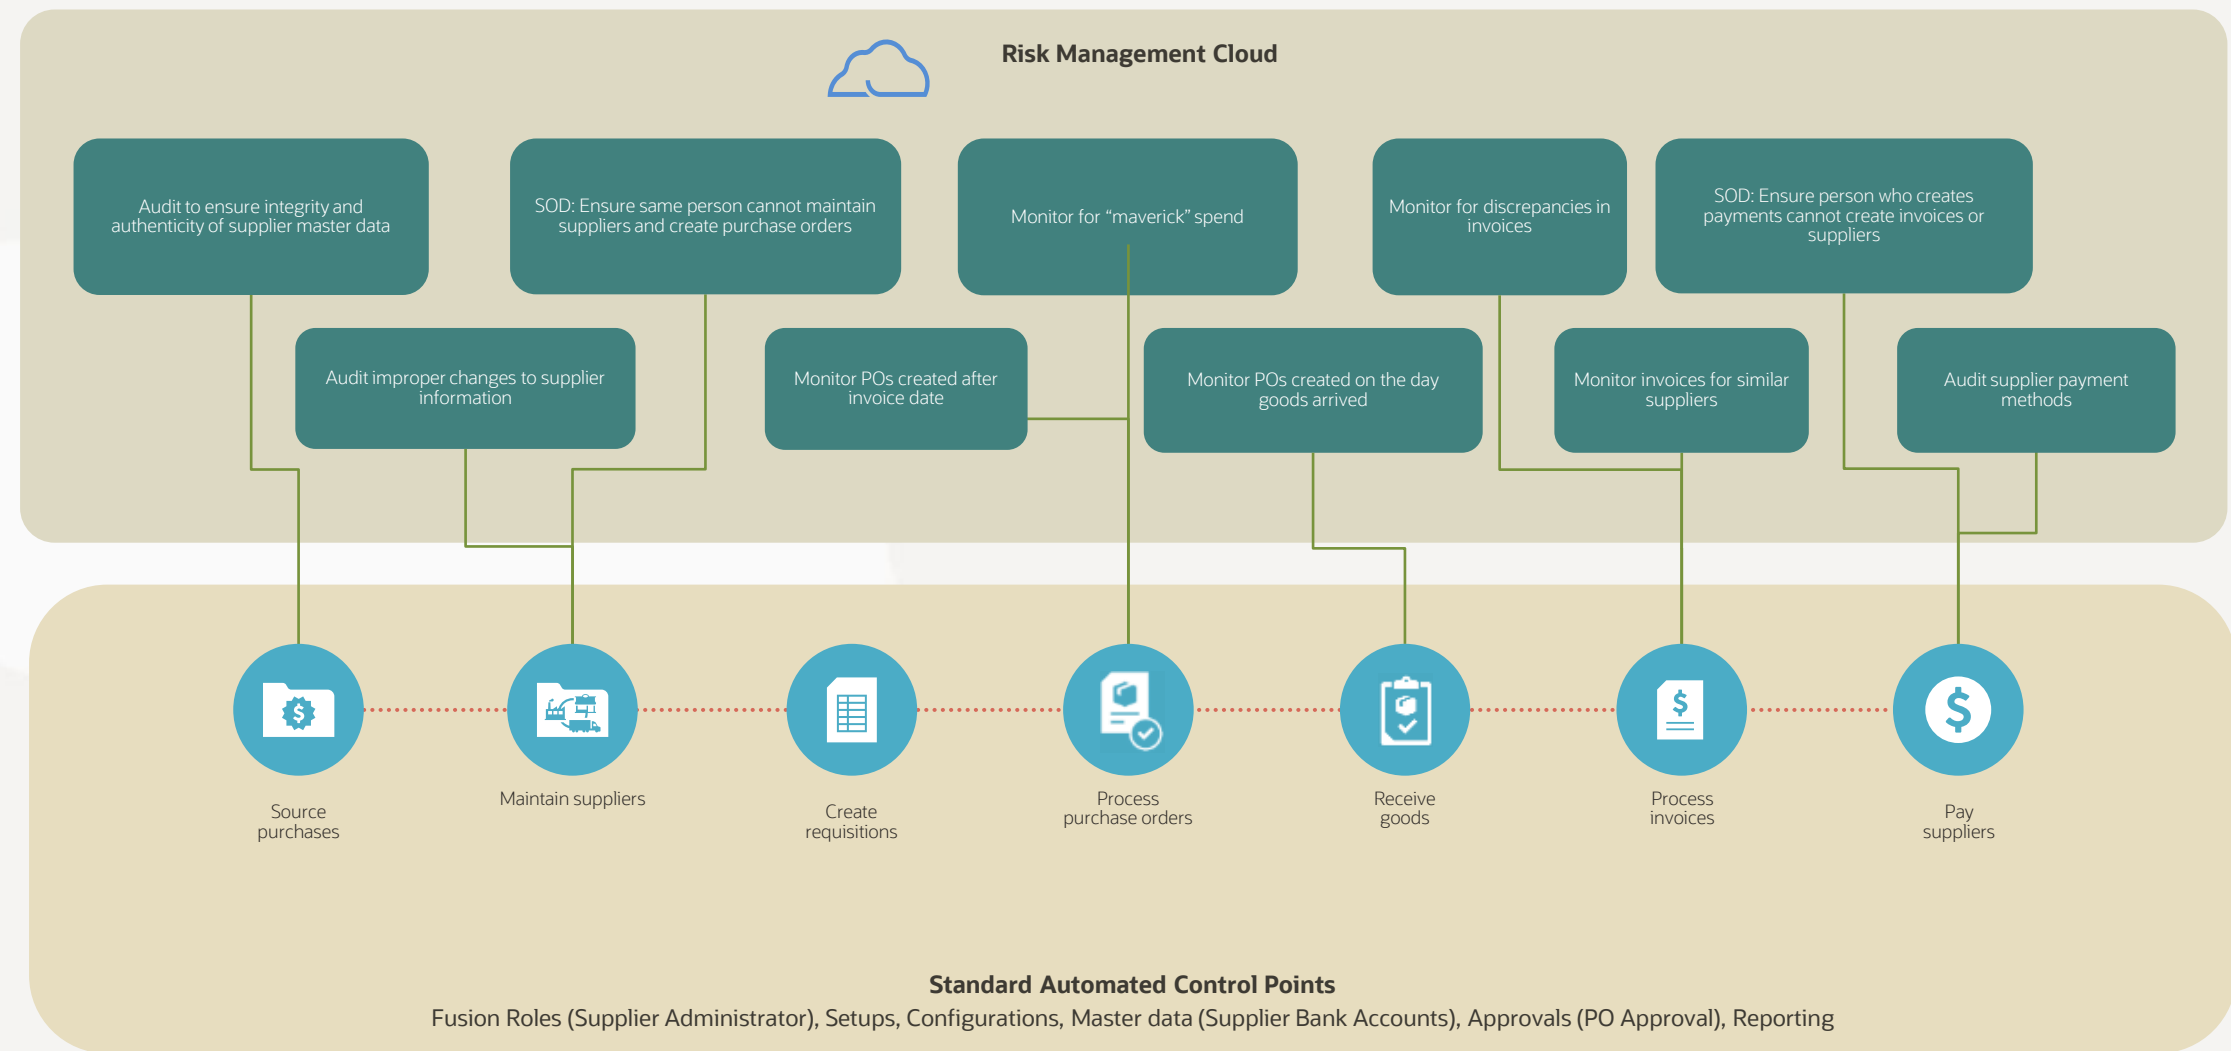 Risk Management Cloud
Audit to ensure integrity and
authenticity of supplier master data
SOD: Ensure same person cannot maintain
suppliers and create purchase orders
Monitor for “maverick” spend
Monitor for discrepancies in
invoices
SOD: Ensure person who creates
payments cannot create invoices or
suppliers
Audit improper changes to supplier
information
Monitor POs created after
invoice date
Monitor POs created on the day
goods arrived
Monitor invoices for similar
suppliers
Audit supplier payment
methods
Source
purchases
Maintain suppliers
Create
requisitions
Process
purchase orders
Receive
goods
Process
invoices
Pay
suppliers
Standard Automated Control Points
Fusion Roles (Supplier Administrator), Setups, Configurations, Master data (Supplier Bank Accounts), Approvals (PO Approval), Reporting